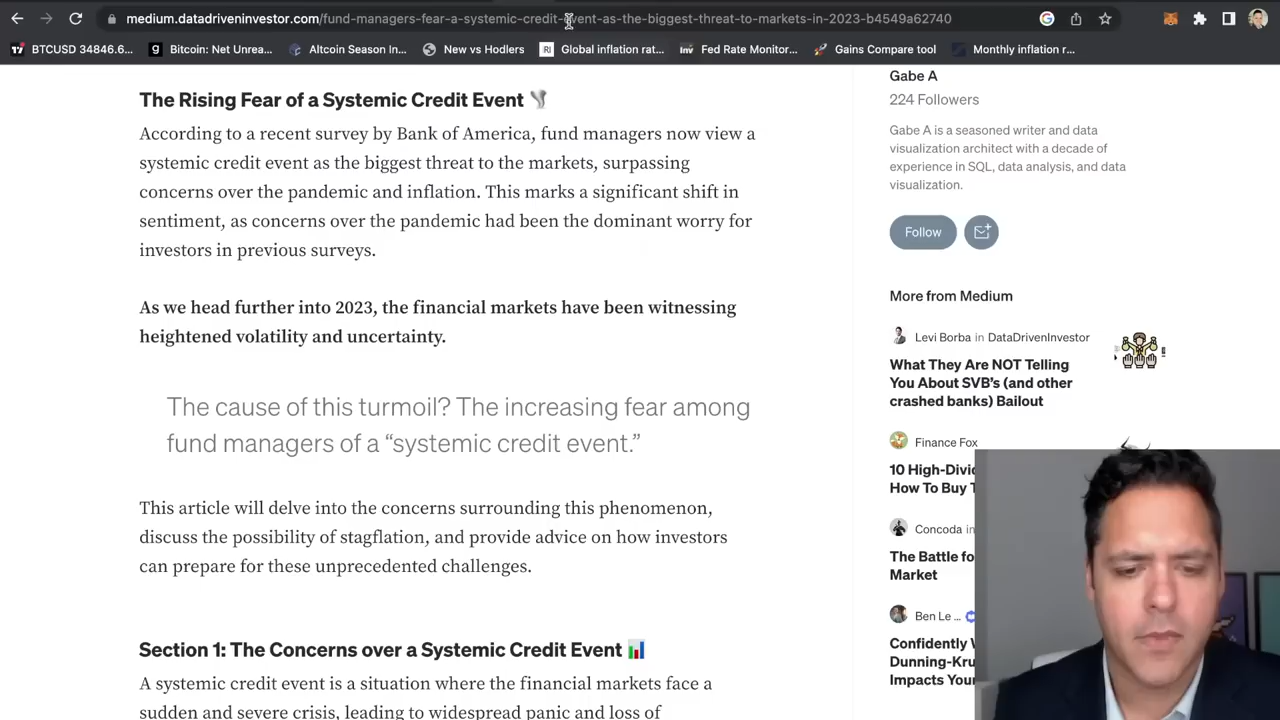 medium.datadriveninvestor.com/fund-managers-fear-a-systemic-credit-event-as-the-biggest-threat-to-markets-in-2023-b4549a62740
BTCUSD 34846.6...
Bitcoin: Net Unrea...
Altcoin Season In...
New vs Hodlers
Global inflation rat...
Fed Rate Monitor...
Gains Compare tool
Monthly inflation r...
The Rising Fear of a Systemic Credit Event
According to a recent survey by Bank of America, fund managers now view a
systemic credit event as the biggest threat to the markets, surpassing
concerns over the pandemic and inflation. This marks a significant shift in
sentiment, as concerns over the pandemic had been the dominant worry for
investors in previous surveys.
As we head further into 2023, the financial markets have been witnessing
heightened volatility and uncertainty.
The cause of this turmoil? The increasing fear among
fund managers of a “systemic credit event.”
This article will delve into the concerns surrounding this phenomenon,
discuss the possibility of stagflation, and provide advice on how investors
can prepare for these unprecedented challenges.
Section 1: The Concerns over a Systemic Credit Event
A systemic credit event is a situation where the financial markets face a
sudden and severe crisis, leading to widespread panic and loss of
Gabe A
224 Followers
Gabe A is a seasoned writer and data
visualization architect with a decade of
experience in SQL, data analysis, and data
visualization.
Follow
More from Medium
Levi Borba in DataDrivenInvestor
What They Are NOT Telling
You About SVB’s (and other
crashed banks) Bailout
Finance Fox
10 High-Divid
How To Buy T
Concoda in
The Battle fo
Market
Ben Le ...
Confidently W
Dunning-Kru
Impacts Your